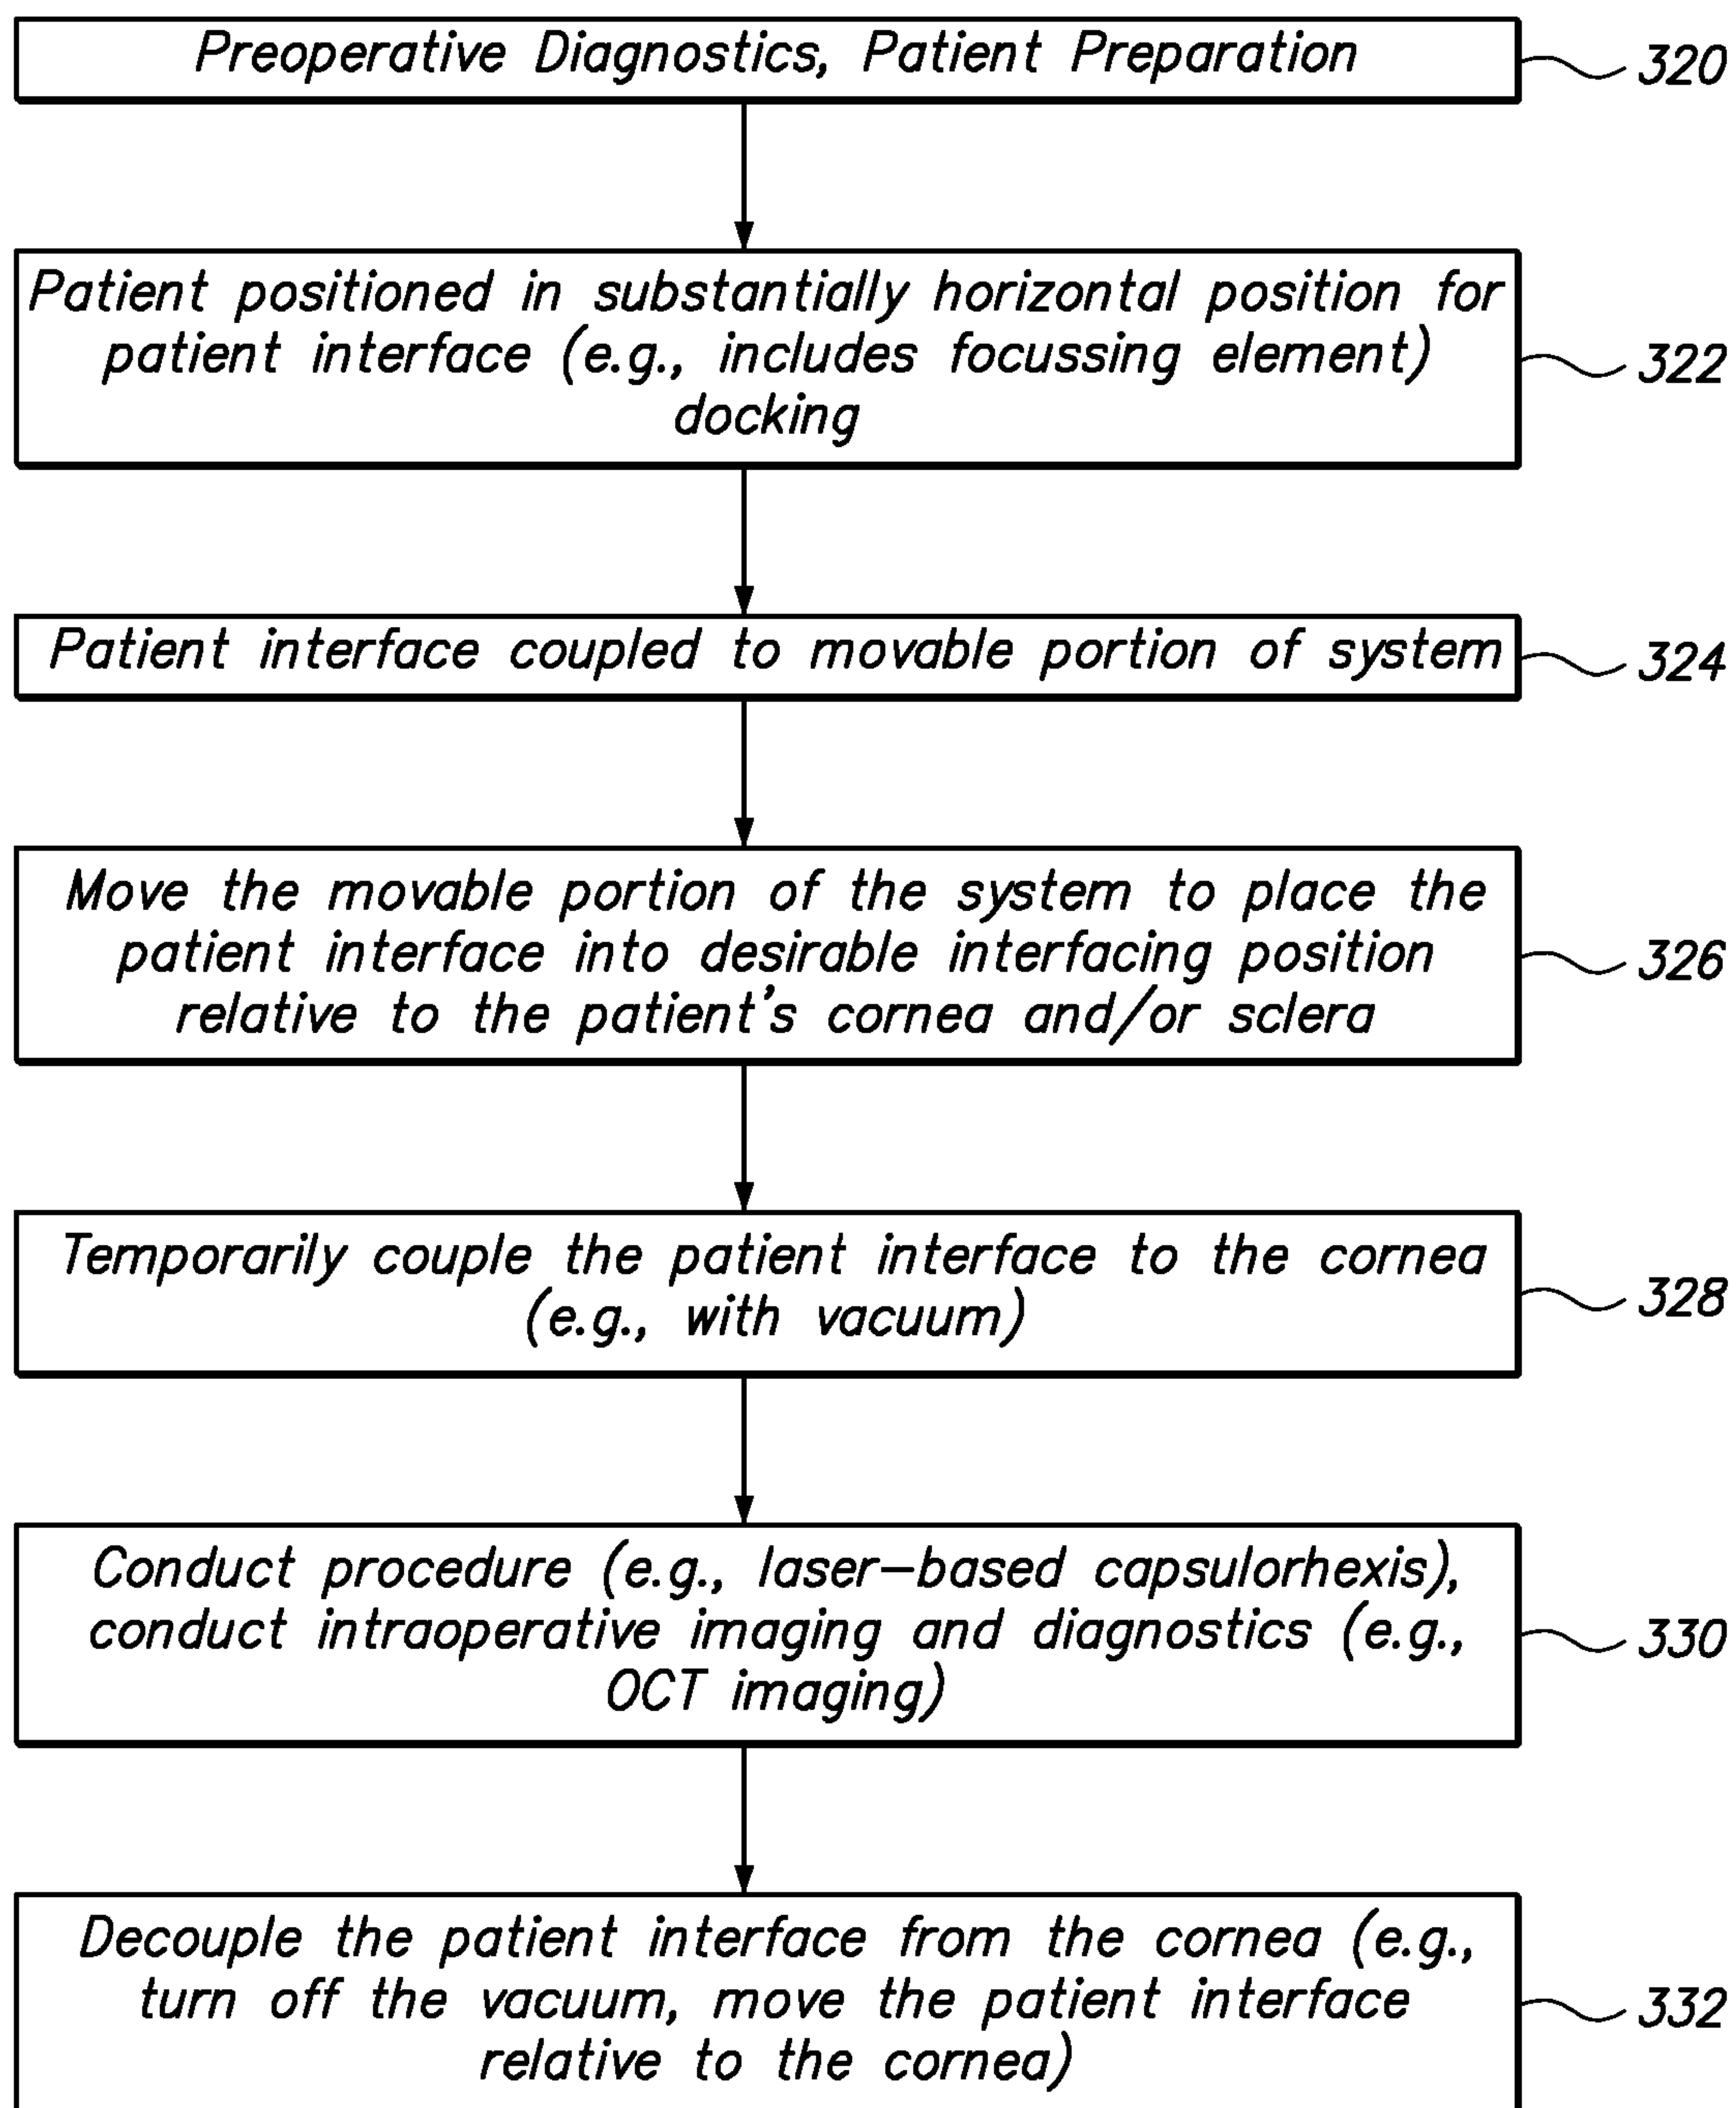 Preoperative Diagnostics, Patient Preparation
320
Patient positioned in substantially horizontal position for
patient interface (e.g., includes focussing element)
docking
322
Patient interface coupled to movable portion of system
324
Move the movable portion of the system to place the
patient interface into desirable interfacing position
relative to the patient's cornea and/or sclera
326
Temporarily couple the patient interface to the cornea
(e.g., with vacuum)
328
Conduct procedure (e.g., laser-based capsulorhexis),
conduct intraoperative imaging and diagnostics (e.g.,
OCT imaging)
330
Decouple the patient interface from the cornea (e.g.,
turn off the vacuum, move the patient interface
relative to the cornea)
332